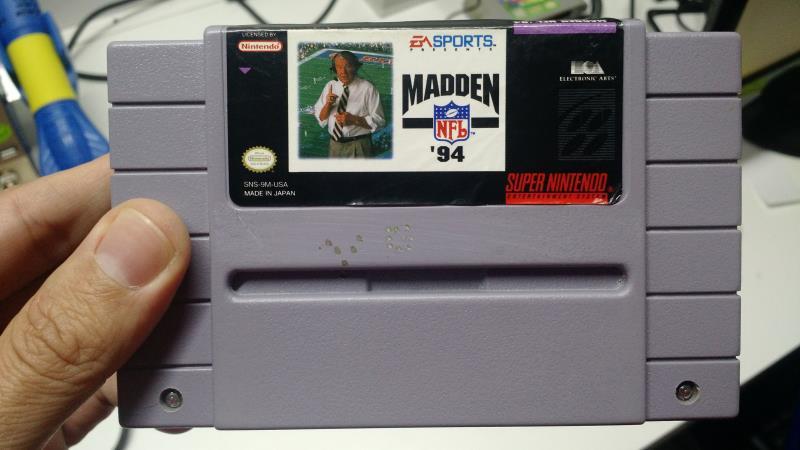 LICENSED BY
Nintendo
EA SPORTS™
PRESENTS
MADDEN
NFL
'94
ELECTRONIC ARTS®
SNS-9M-USA
MADE IN JAPAN
SUPER NINTENDO®
ENTERTAINMENT SYSTEM